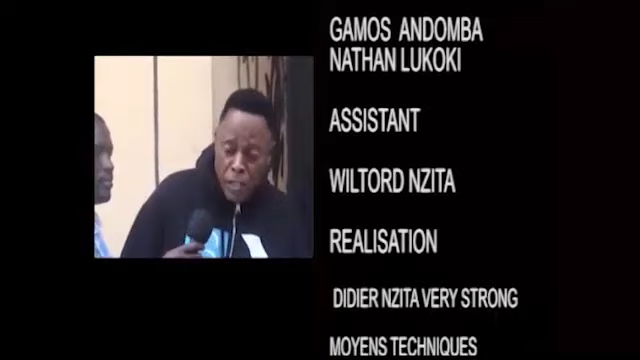 GAMOS ANDOMBA
NATHAN LUKOKI
ASSISTANT
WILTORD NZITA
REALISATION
DIDIER NZITA VERY STRONG
MOYENS TECHNIQUES